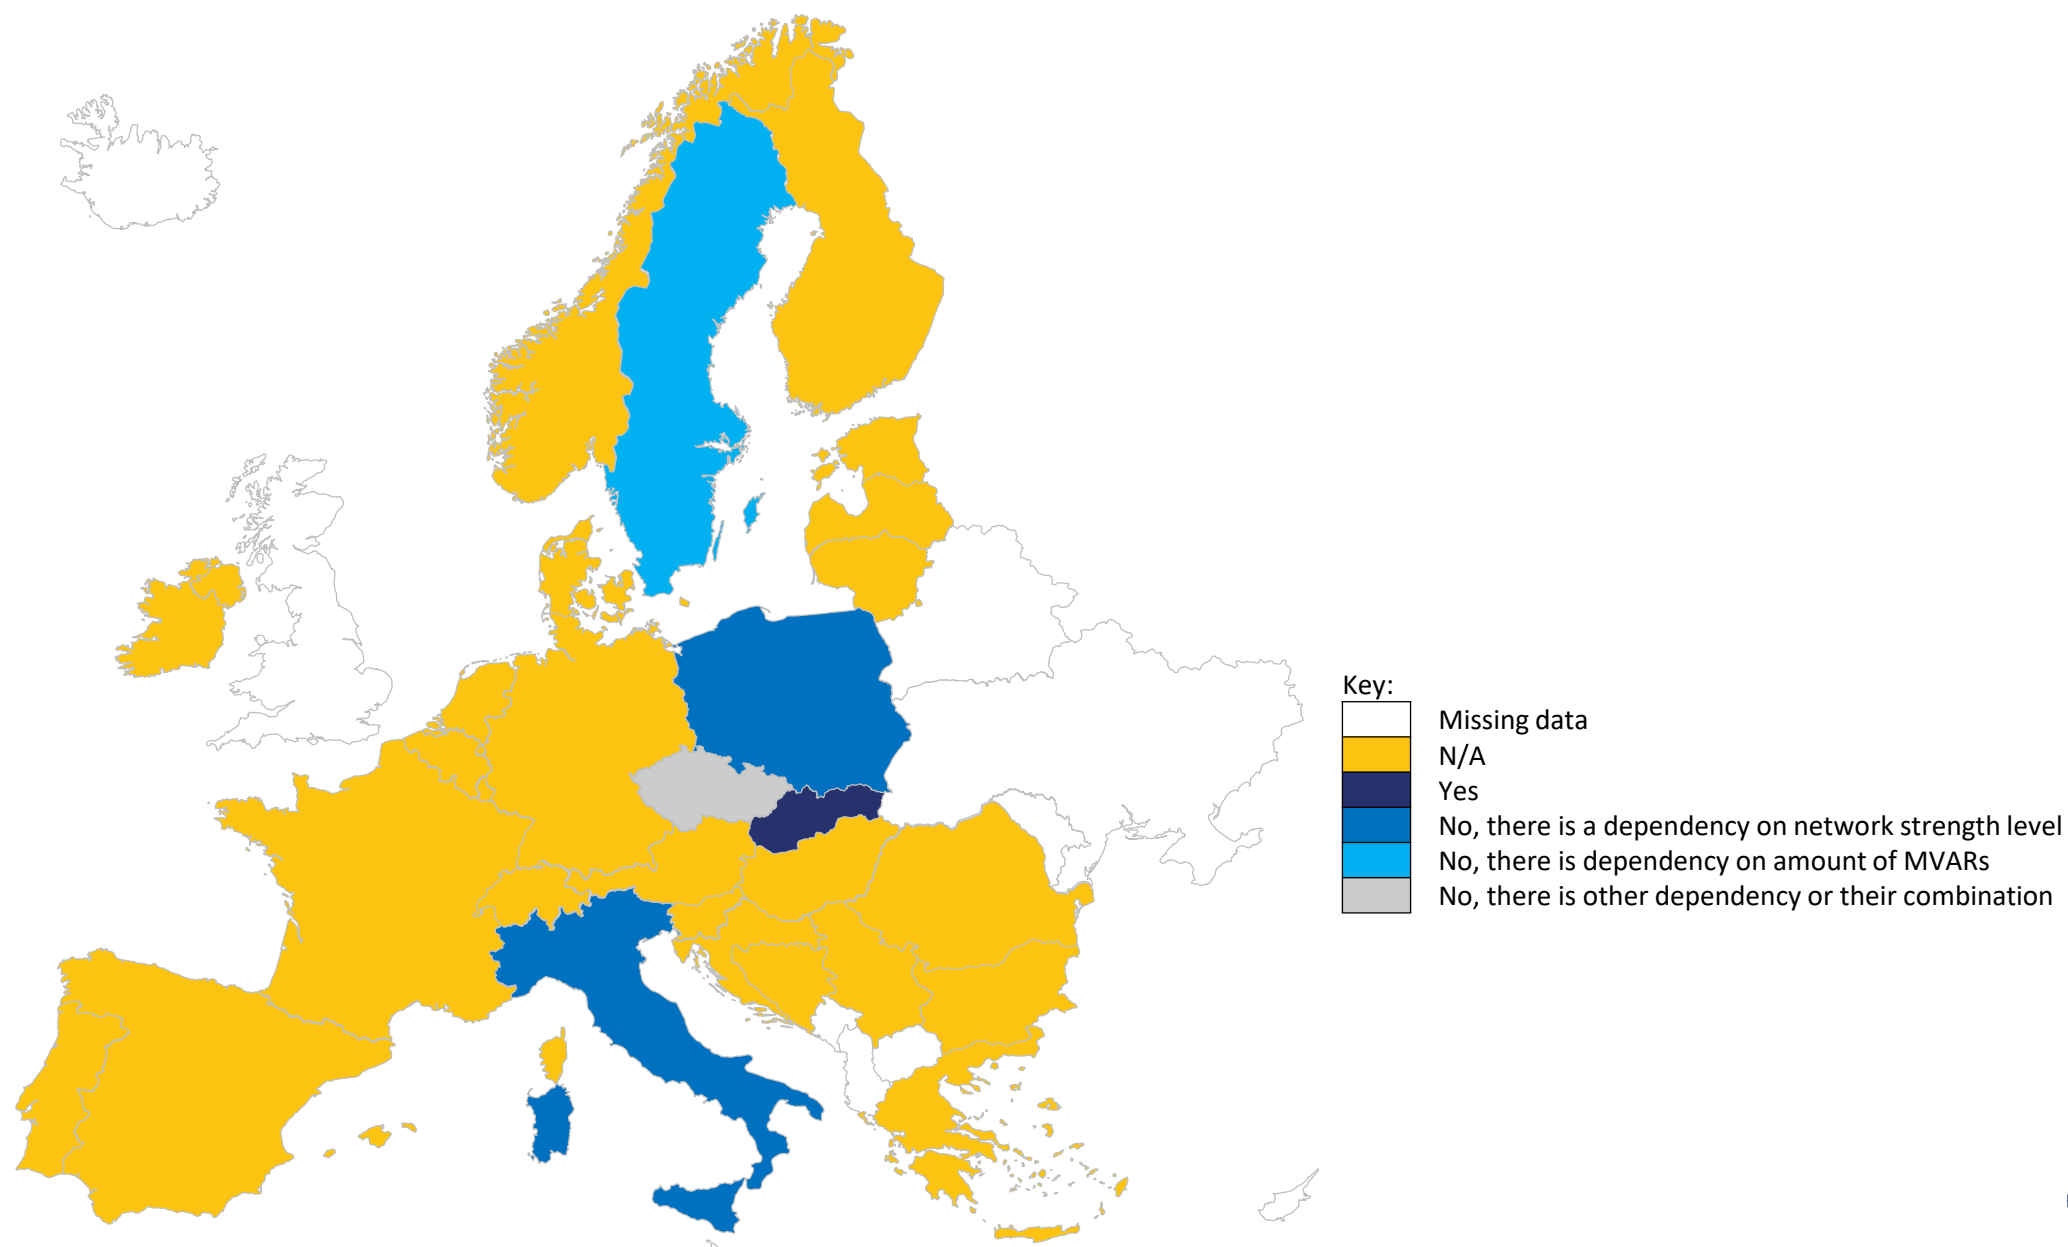 Key:
Missing data
N/A
Yes
No, there is a dependency on network strength level
No, there is dependency on amount of MVARs
No, there is other dependency or their combination